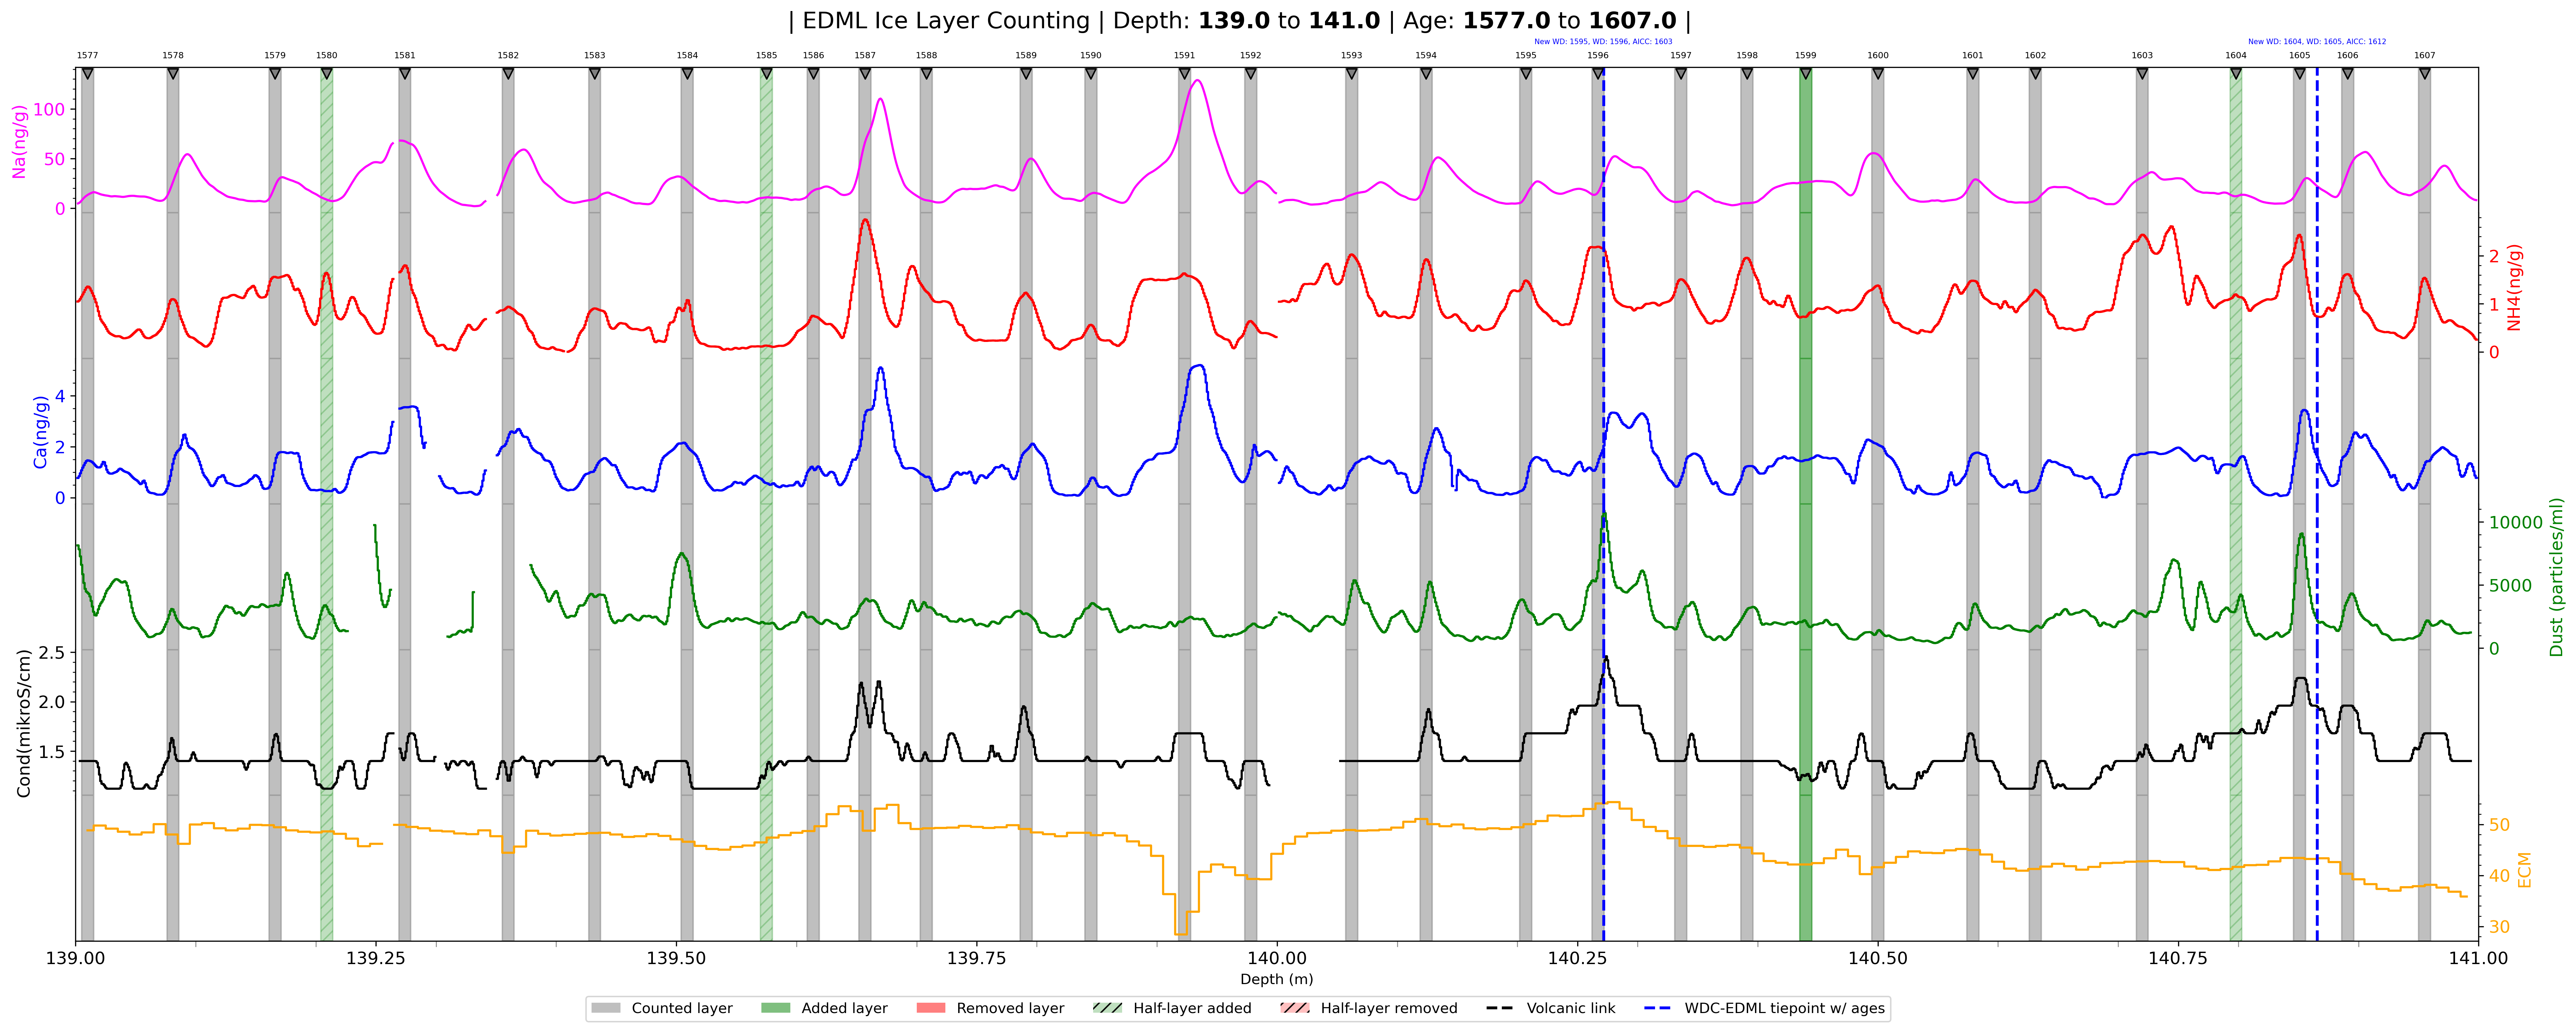 | EDML Ice Layer Counting | Depth: 139.0 to 141.0 | Age: 1577.0 to 1607.0 |
New WD: 1595, WD: 1596, AICC: 1603 New WD: 1604, WD: 1605, AICC: 1612
1577 1578 1579 1580 1581 1582 1583 1584 1585 1586 1587 1588 1589 1590 1591 1592 1593 1594 1595 1596 1597 1598 1599 1600 1601 1602 1603 1604 1605 1606 1607
Na(ng/g)
100
50
0
NH4(ng/g)
2
1
0
Ca(ng/g)
4
2
0
Dust (particles/ml)
10000
5000
0
Cond(mikroS/cm)
2.5
2.0
1.5
ECM
50
40
30
139.00 139.25 139.50 139.75 140.00 140.25 140.50 140.75 141.00
Depth (m)
Counted layer Added layer Removed layer Half-layer added Half-layer removed Volcanic link WDC-EDML tiepoint w/ ages